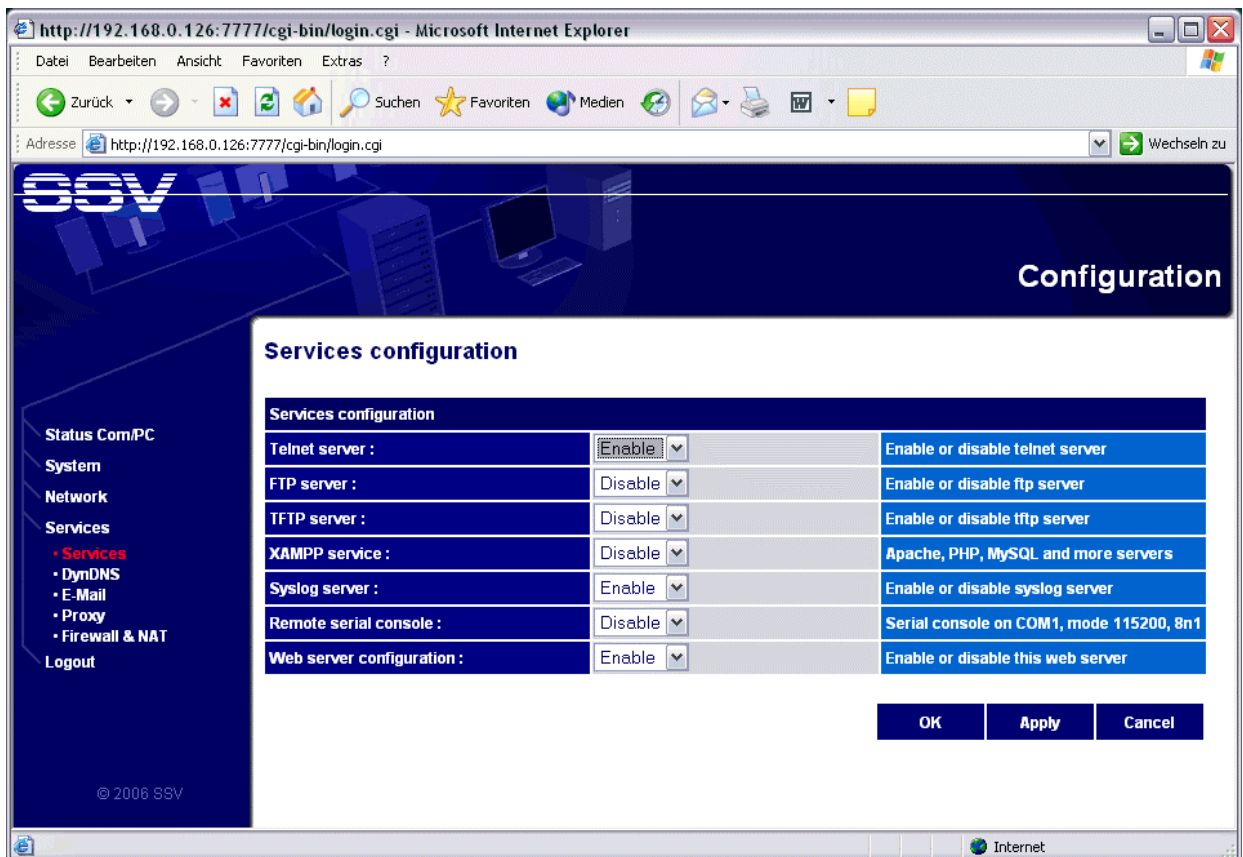 http://192.168.0.126:7777/cgi-bin/login.cgi - Microsoft Internet Explorer
Datei Bearbeiten Ansicht Favoriten Extras ?
Zurück Suchen Favoriten Medien
Adresse http://192.168.0.126:7777/cgi-bin/login.cgi Wechseln zu
SSV
Configuration
Services configuration
Status Com/PC
System
Network
Services
• Services
• DynDNS
• E-Mail
• Proxy
• Firewall & NAT
Logout
© 2006 SSV
Services configuration
Telnet server : Enable Enable or disable telnet server
FTP server : Disable Enable or disable ftp server
TFTP server : Disable Enable or disable tftp server
XAMPP service : Disable Apache, PHP, MySQL and more servers
Syslog server : Enable Enable or disable syslog server
Remote serial console : Disable Serial console on COM1, mode 115200, 8n1
Web server configuration : Enable Enable or disable this web server
OK Apply Cancel
Internet